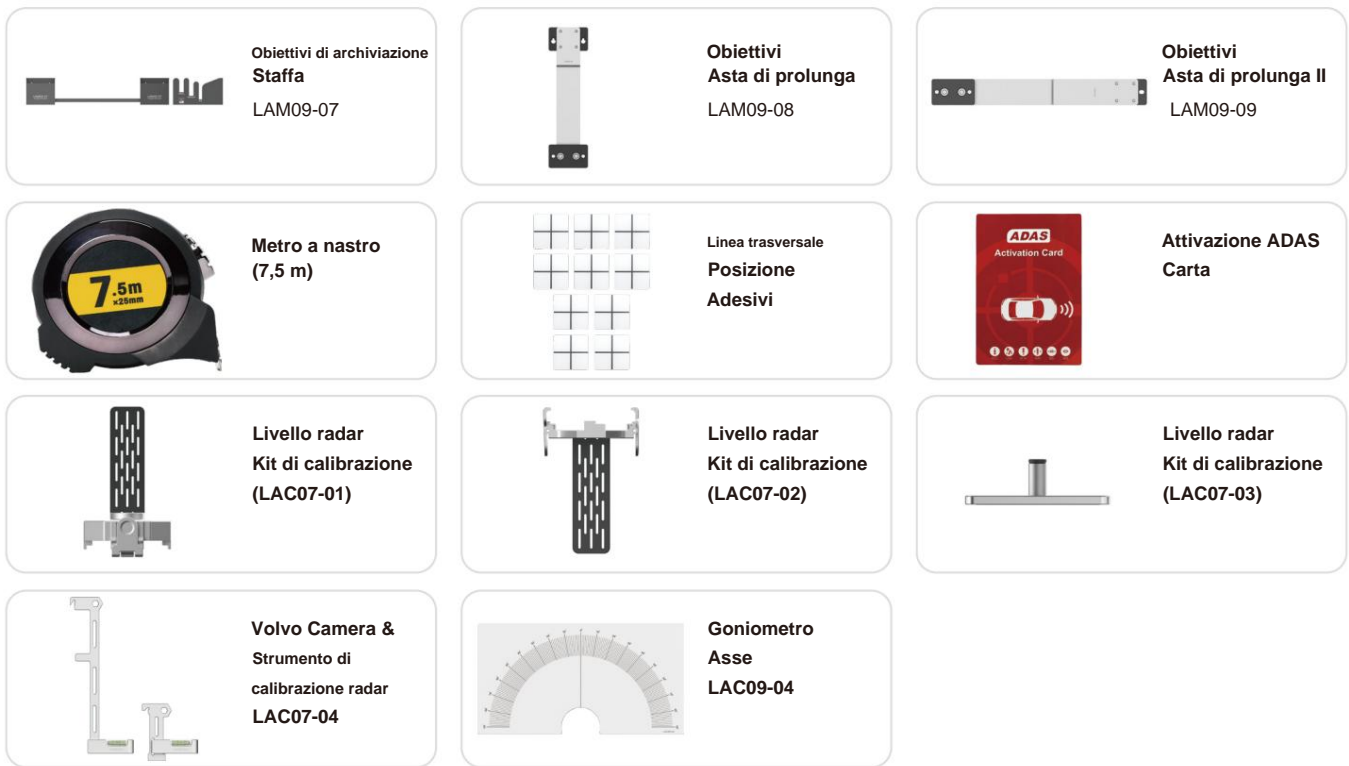 Obiettivi di archiviazione
Staffa
LAM09-07
Obiettivi
Asta di prolunga
LAM09-08
Obiettivi
Asta di prolunga II
LAM09-09
7.5m
×25mm
Metro a nastro
(7,5 m)
Linea trasversale
Posizione
Adesivi
ADAS
Activation Card
Attivazione ADAS
Carta
Livello radar
Kit di calibrazione
(LAC07-01)
Livello radar
Kit di calibrazione
(LAC07-02)
Livello radar
Kit di calibrazione
(LAC07-03)
Volvo Camera &
Strumento di
calibrazione radar
LAC07-04
Goniometro
Asse
LAC09-04